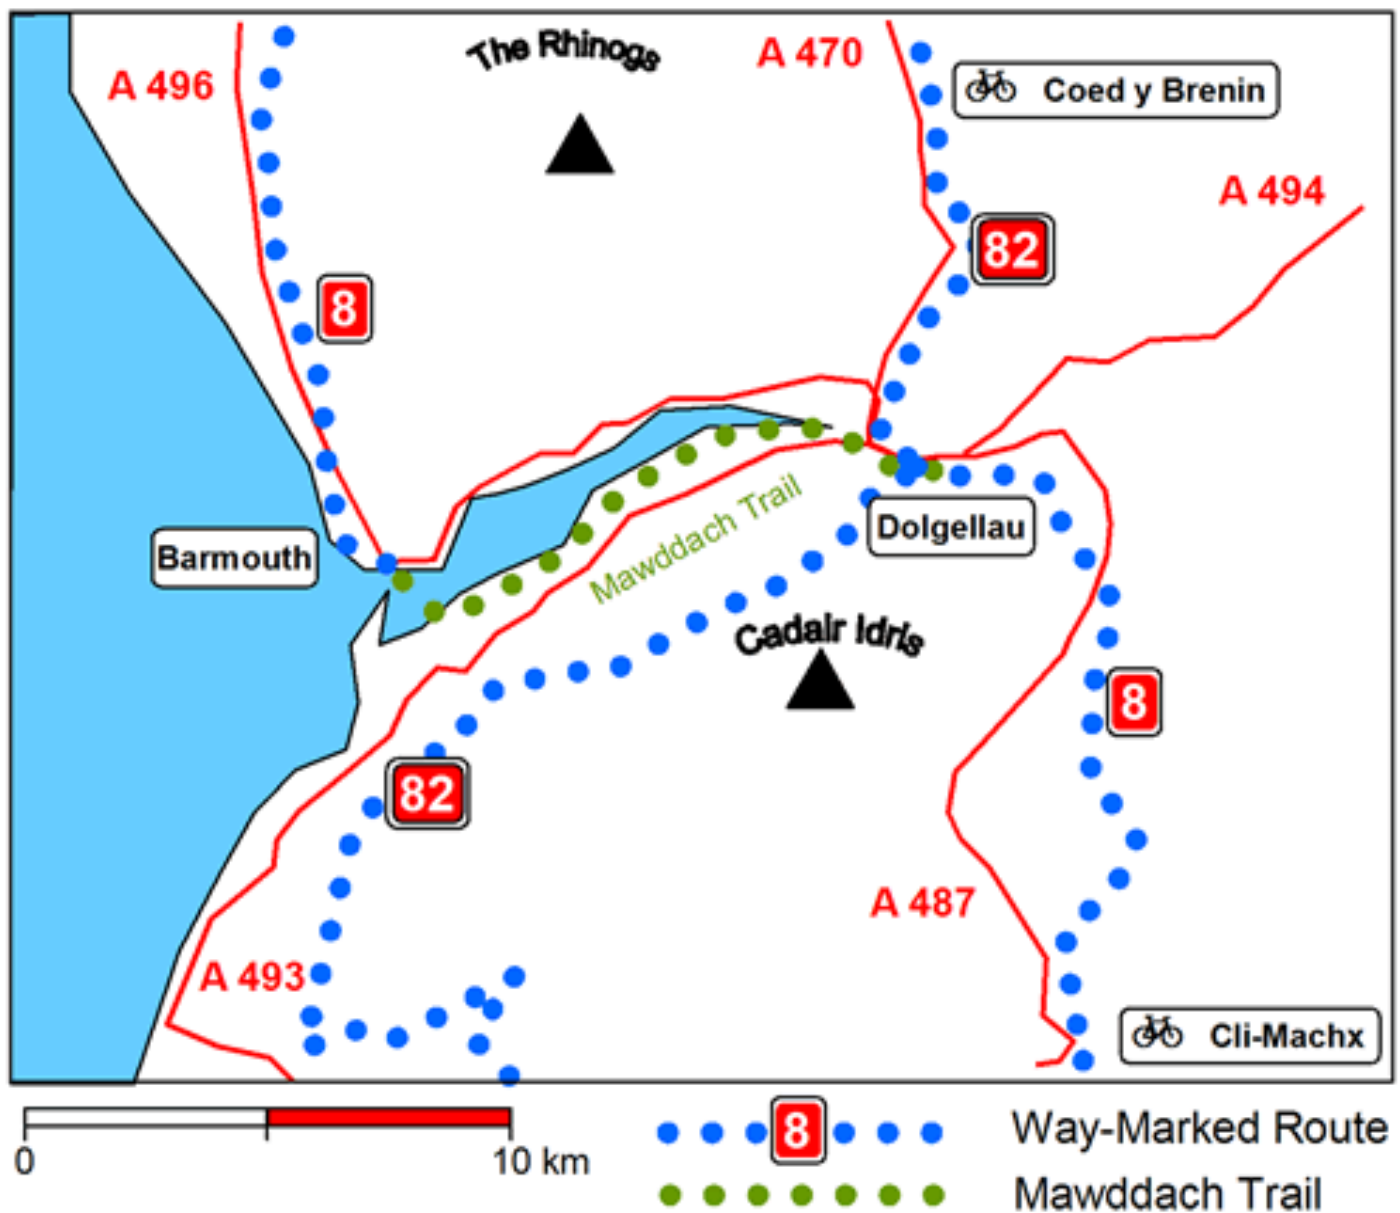 The Rhinogs
A 470
A 496
Coed y Brenin
A 494
82
8
Barmouth
Dolgellau
Mawddach Trail
Cadair Idris
8
82
A 487
A 493
Cli-Machx
0
10 km
8
Way-Marked Route
Mawddach Trail